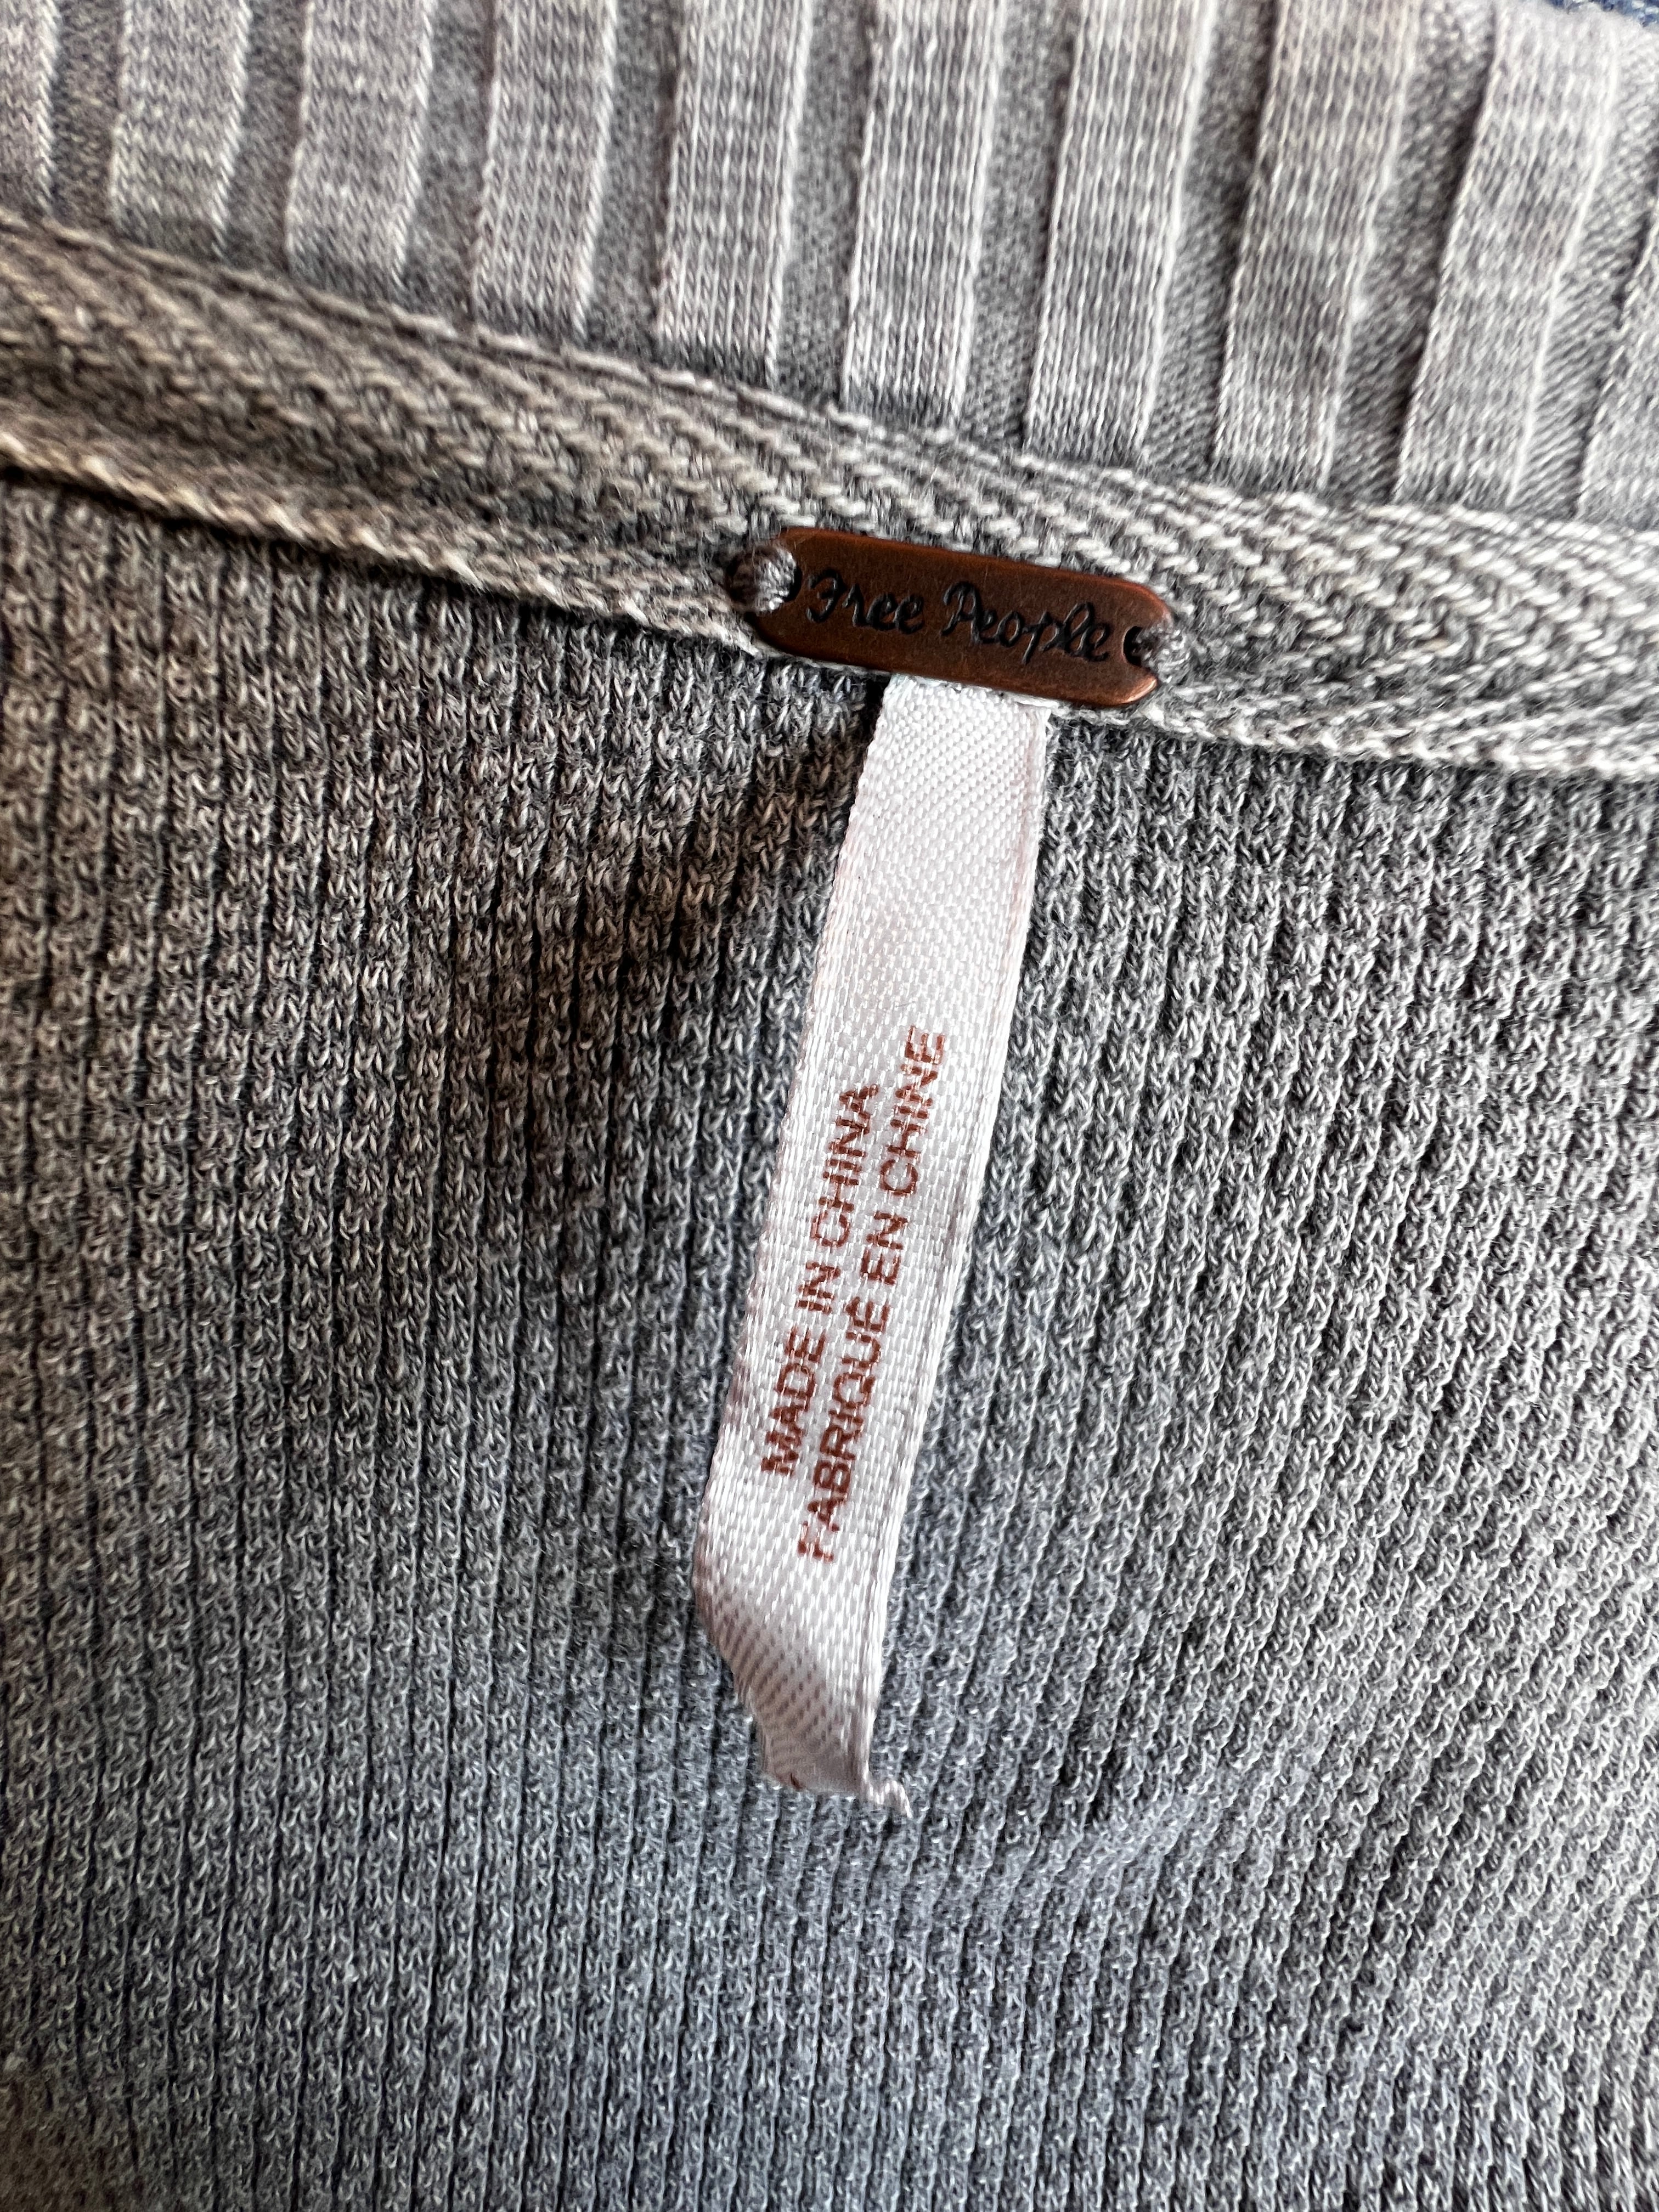 Free People
MADE IN CHINA
FABRIQUÉ EN CHINE